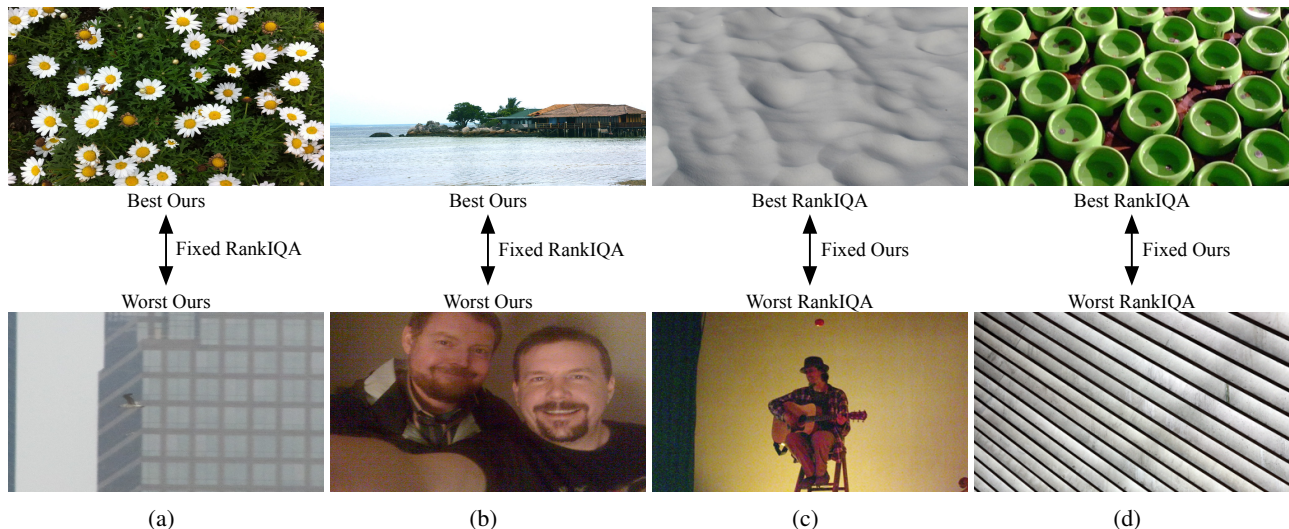 Best Ours
Best Ours
Best RankIQA
Best RankIQA
Fixed RankIQA
Fixed RankIQA
Fixed Ours
Fixed Ours
Worst Ours
Worst Ours
Worst RankIQA
Worst RankIQA
(a)
(b)
(c)
(d)